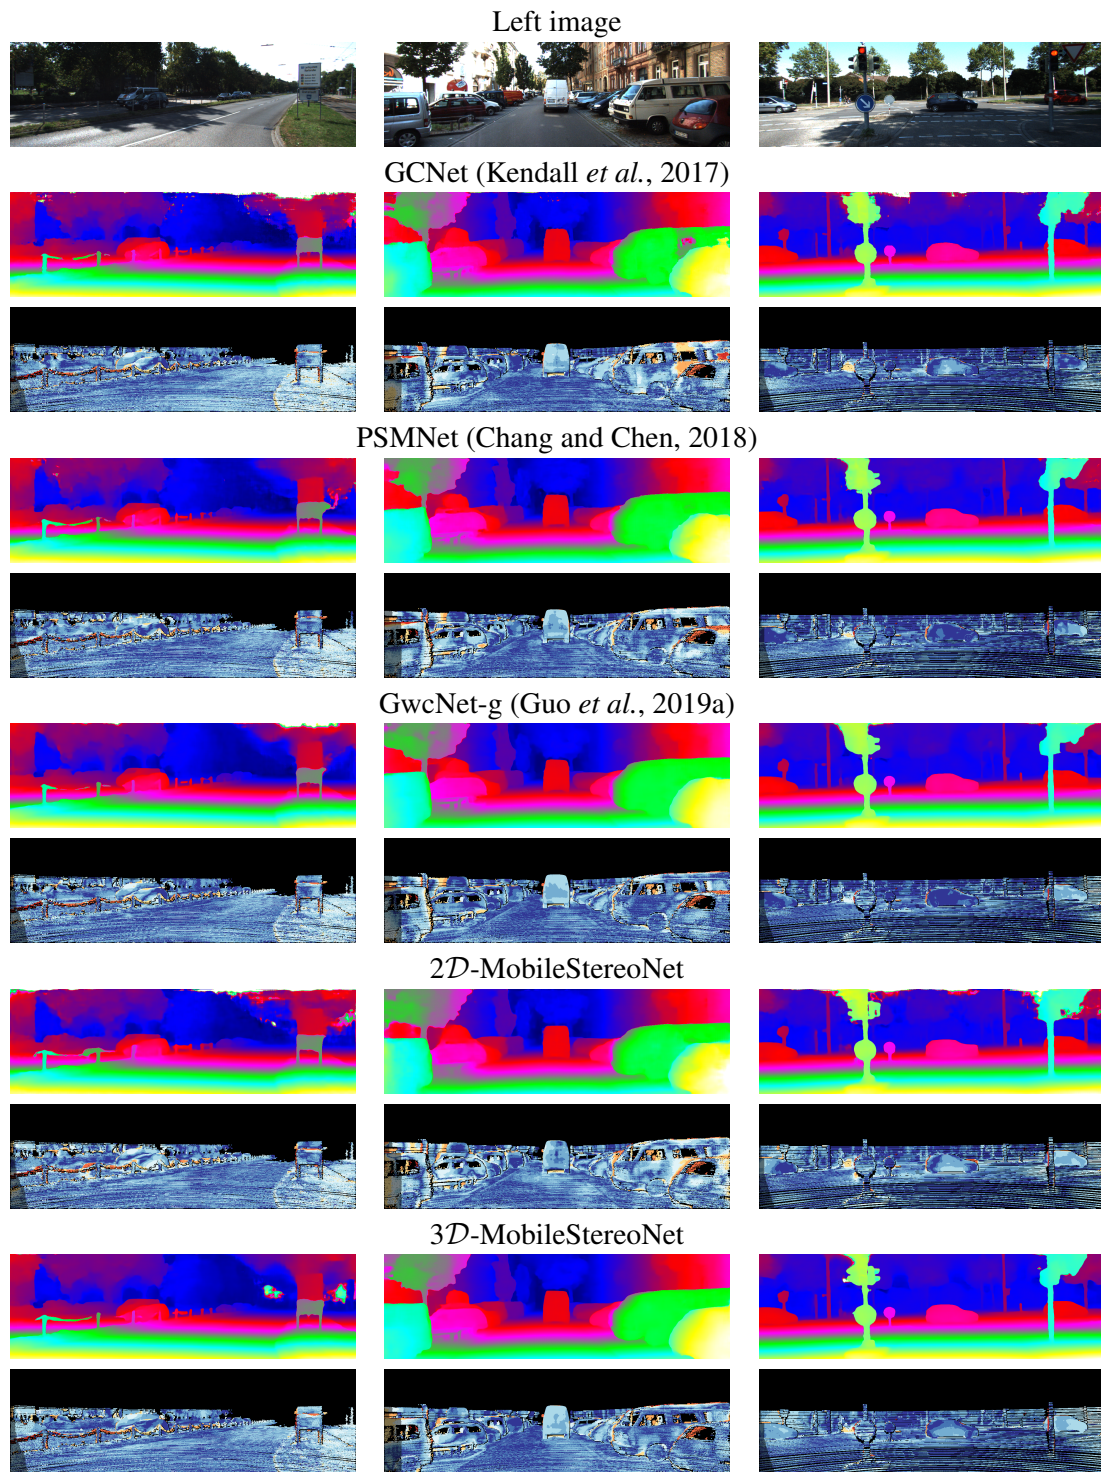 Left image
GCNet (Kendall et al., 2017)
PSMNet (Chang and Chen, 2018)
GwcNet-g (Guo et al., 2019a)
2𝒟-MobileStereoNet
3𝒟-MobileStereoNet